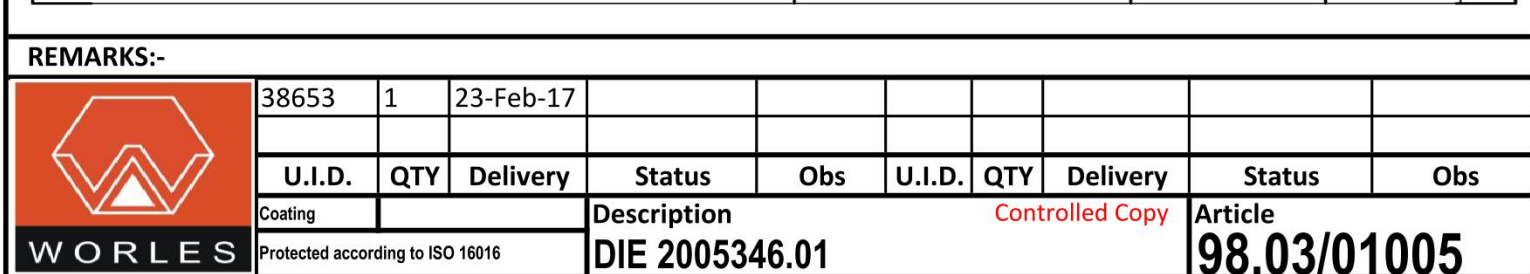 REMARKS:-
38653 1 23-Feb-17
U.I.D. QTY Delivery Status Obs U.I.D. QTY Delivery Status Obs
Coating Description Controlled Copy Article
WORLES Protected according to ISO 16016 DIE 2005346.01 98.03/01005